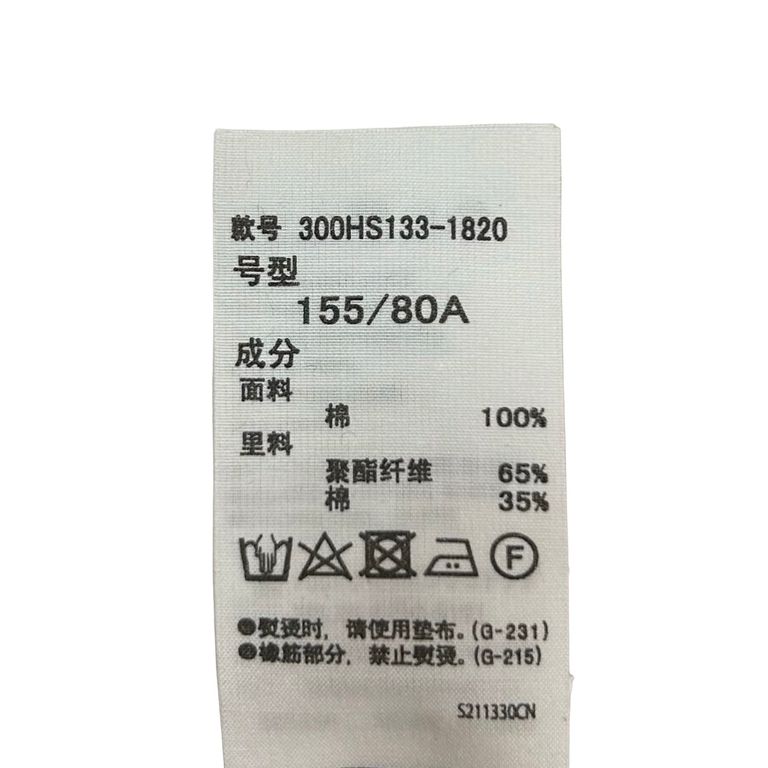 款号 300HS133-1820
号型
155/80A
成分
面料
棉 100%
里料
聚酯纤维 65%
棉 35%
F
❶熨烫时，请使用垫布。(G-231)
❷橡筋部分，禁止熨烫。(G-215)
S211330CN